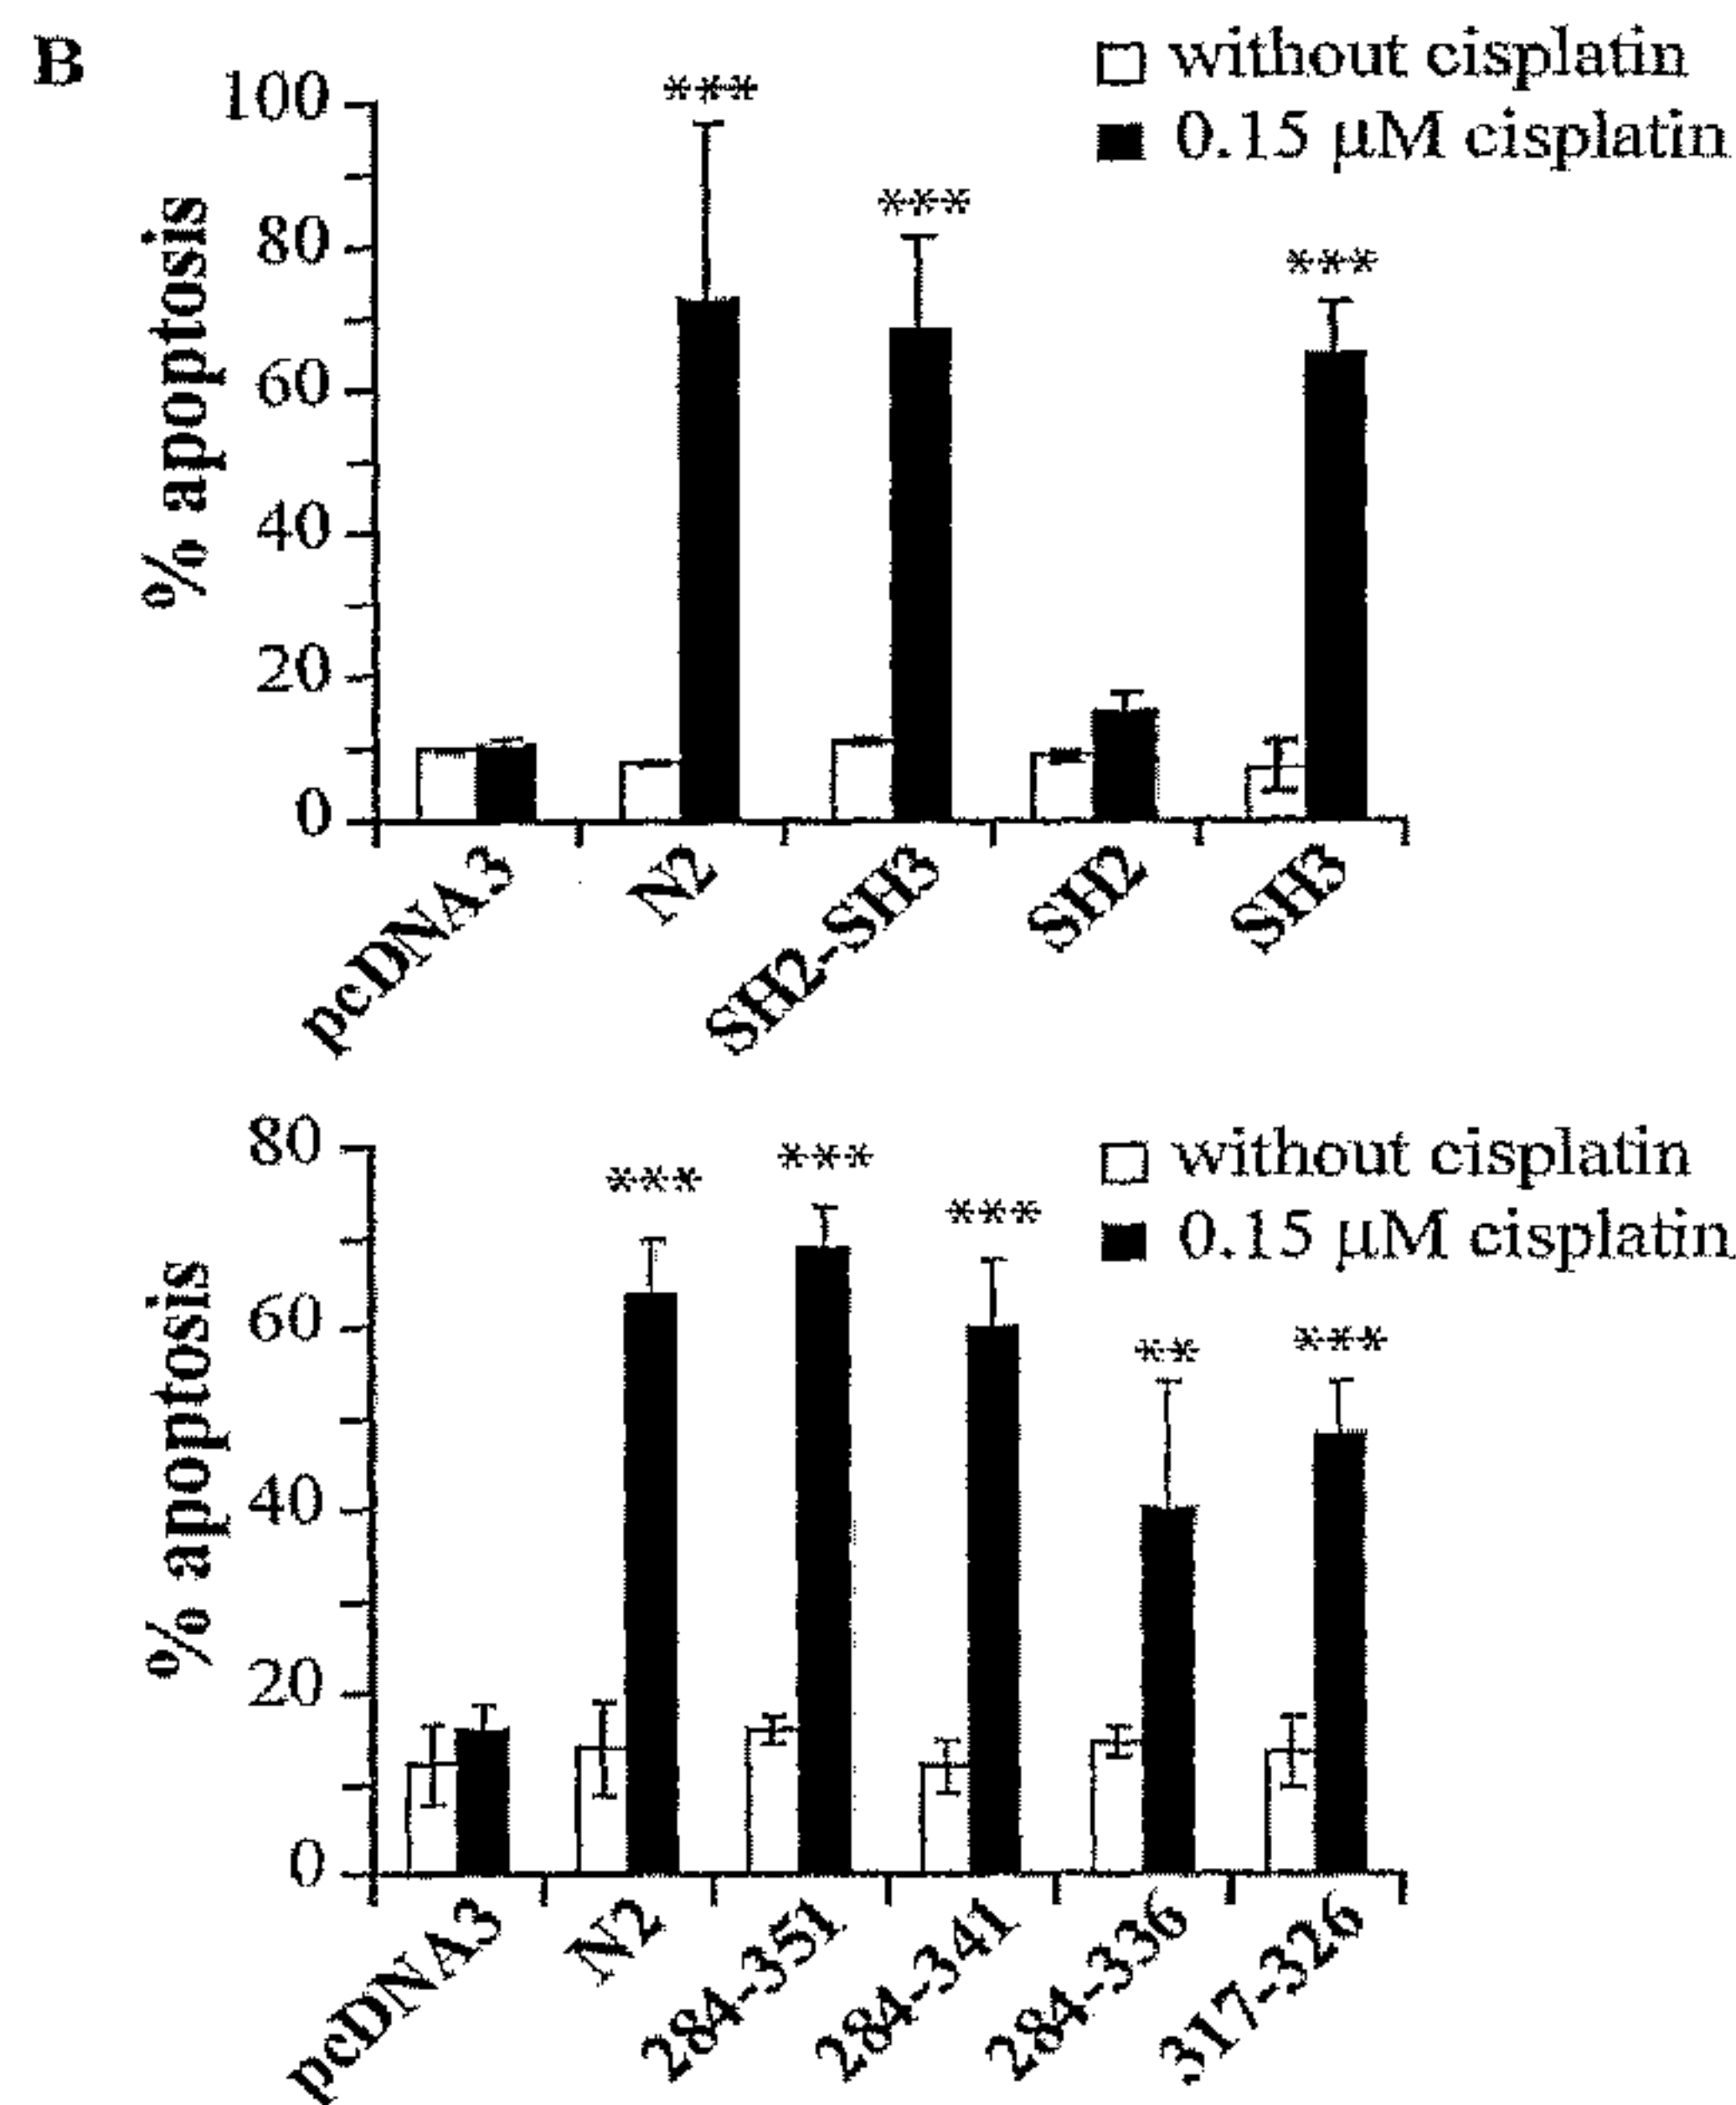 B
without cisplatin
0.15 µM cisplatin
% apoptosis
100
80
60
40
20
0
***
***
***
pcDNA3
N2
SH2-SH3
SH2
SH3
without cisplatin
0.15 µM cisplatin
% apoptosis
80
60
40
20
0
***
***
***
**
***
pcDNA3
N2
284-351
284-341
284-336
317-326